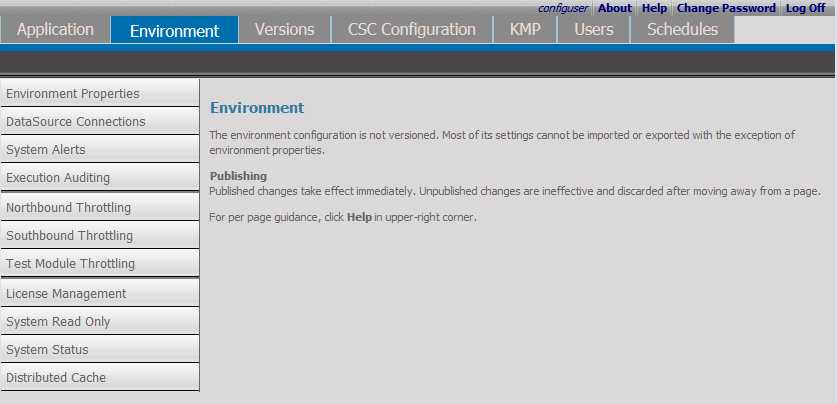 configuser About Help Change Password Log Off
Application Environment Versions CSC Configuration KMP Users Schedules
Environment Properties
DataSource Connections
System Alerts
Execution Auditing
Northbound Throttling
Southbound Throttling
Test Module Throttling
License Management
System Read Only
System Status
Distributed Cache
Environment
The environment configuration is not versioned. Most of its settings cannot be imported or exported with the exception of
environment properties.
Publishing
Published changes take effect immediately. Unpublished changes are ineffective and discarded after moving away from a page.
For per page guidance, click Help in upper-right corner.